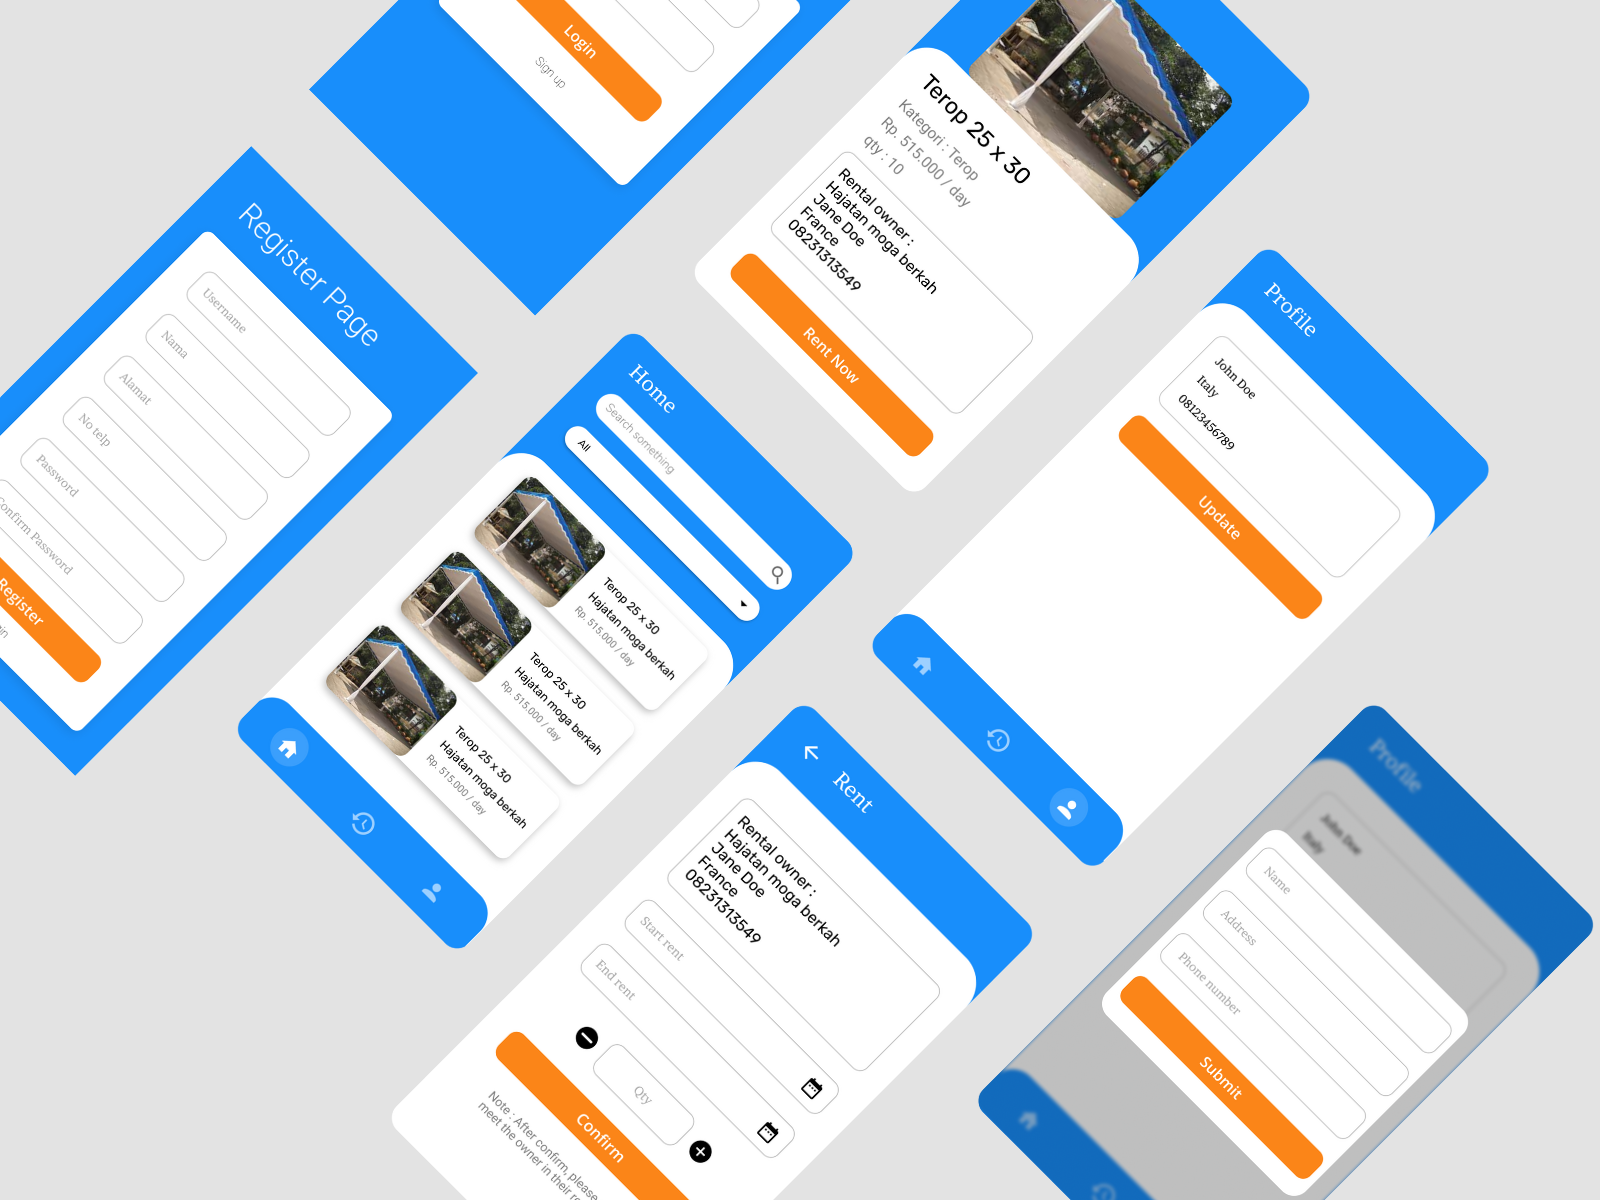 Login
Sign up
Terop 25 x 30
Kategori : Terop
Rp. 515.000 / day
qty : 10
Rental owner :
Hajatan moga berkah
Jane Doe
France
08231313549
Rent Now
Register Page
Username
Nama
Alamat
No telp
Password
Confirm Password
Register
Home
Search something
All
Terop 25 x 30
Hajatan moga berkah
Rp. 515.000 / day
Terop 25 x 30
Hajatan moga berkah
Rp. 515.000 / day
Terop 25 x 30
Hajatan moga berkah
Rp. 515.000 / day
Profile
John Doe
Italy
08123456789
Update
Rent
Rental owner :
Hajatan moga berkah
Jane Doe
France
08231313549
Start rent
End rent
Qty
Confirm
Note : After confirm, please
meet the owner in their
Profile
John Doe
Italy
Name
Address
Phone number
Submit